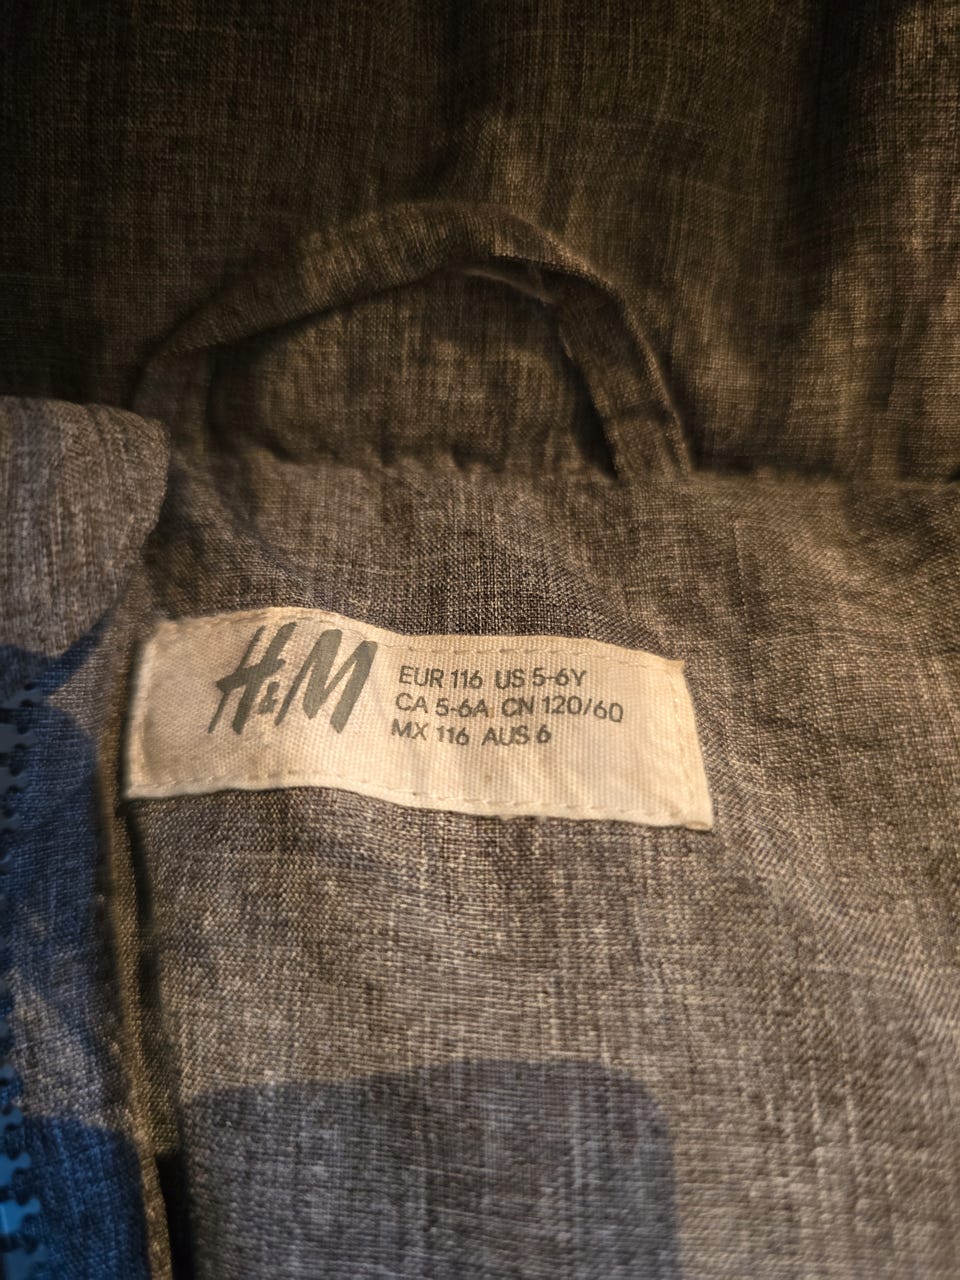 H&M
EUR 116 US 5-6Y
CA 5-6A CN 120/60
MX 116 AUS 6